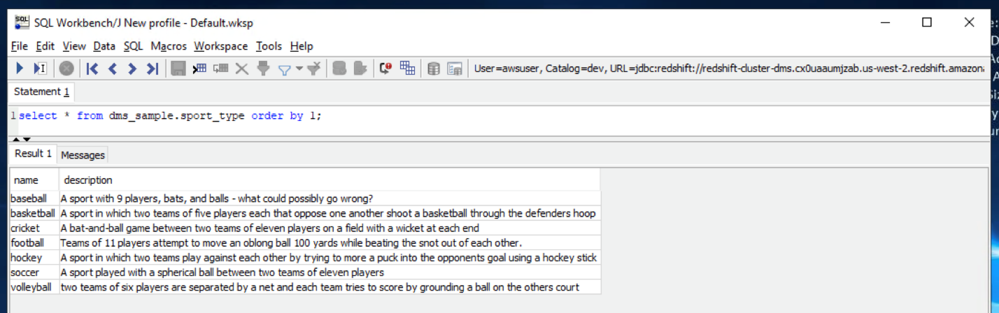 SQL Workbench/J New profile - Default.wksp
File Edit View Data SQL Macros Workspace Tools Help
User=awsuser, Catalog=dev, URL=jdbc:redshift://redshift-cluster-dms.cx0uaaumjzab.us-west-2.redshift.amazon
Statement 1
1 select * from dms_sample.sport_type order by 1;
Result 1 Messages
name description
baseball A sport with 9 players, bats, and balls - what could possibly go wrong?
basketball A sport in which two teams of five players each that oppose one another shoot a basketball through the defenders hoop
cricket A bat-and-ball game between two teams of eleven players on a field with a wicket at each end
football Teams of 11 players attempt to move an oblong ball 100 yards while beating the snot out of each other.
hockey A sport in which two teams play against each other by trying to more a puck into the opponents goal using a hockey stick
soccer A sport played with a spherical ball between two teams of eleven players
volleyball two teams of six players are separated by a net and each team tries to score by grounding a ball on the others court